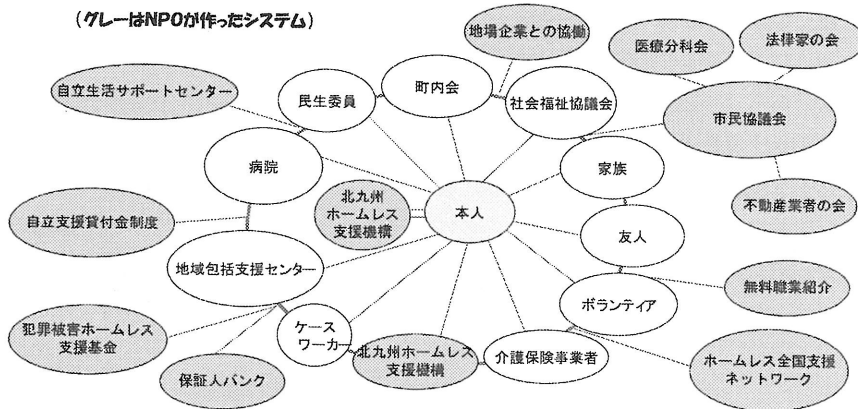 （グレーはNPOが作ったシステム）
地場企業との協働
医療分科会
法律家の会
自立生活サポートセンター
民生委員
町内会
社会福祉協議会
市民協議会
病院
家族
北九州
ホームレス
支援機構
本人
不動産業者の会
自立支援貸付金制度
友人
地域包括支援センター
無料職業紹介
ボランティア
犯罪被害ホームレス
支援基金
ケース
ワーカー
北九州ホームレス
支援機構
介護保険事業者
ホームレス全国支援
ネットワーク
保証人バンク